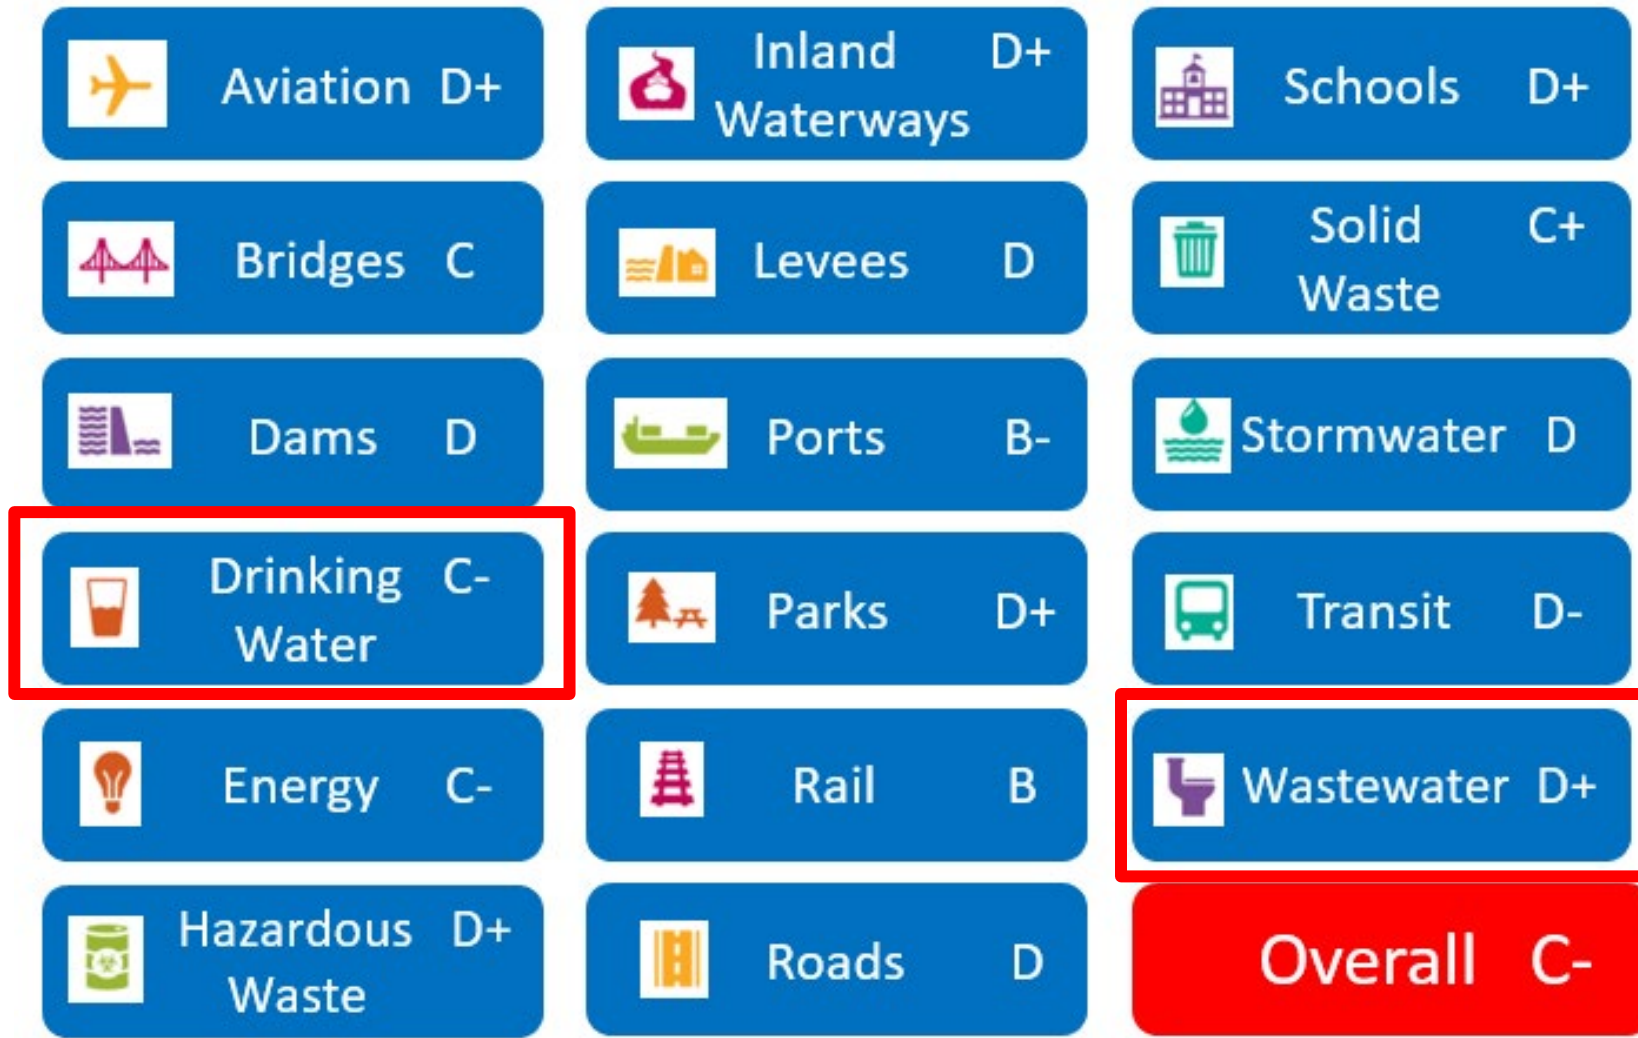 Aviation D+
Inland D+
Waterways
Schools D+
Bridges C
Levees D
Solid C+
Waste
Dams D
Ports B-
Stormwater D
Drinking C-
Water
Parks D+
Transit D-
Energy C-
Rail B
Wastewater D+
Hazardous D+
Waste
Roads D
Overall C-